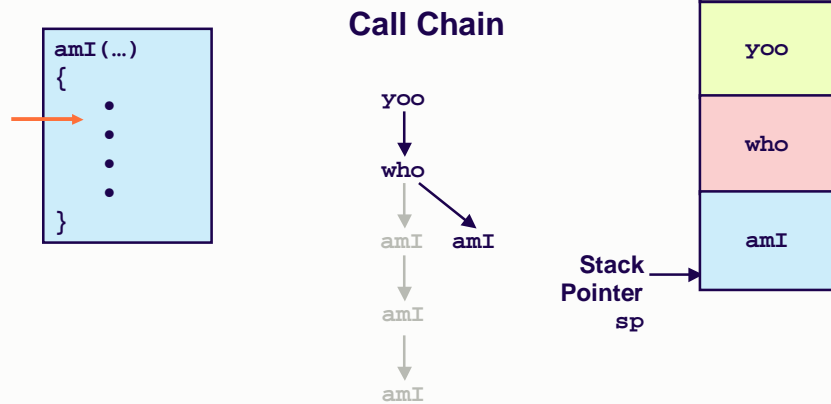 Call Chain
amI(…)
{
•
•
•
•
}
yoo
who
amI amI
amI
amI
yoo
who
amI
Stack
Pointer
sp